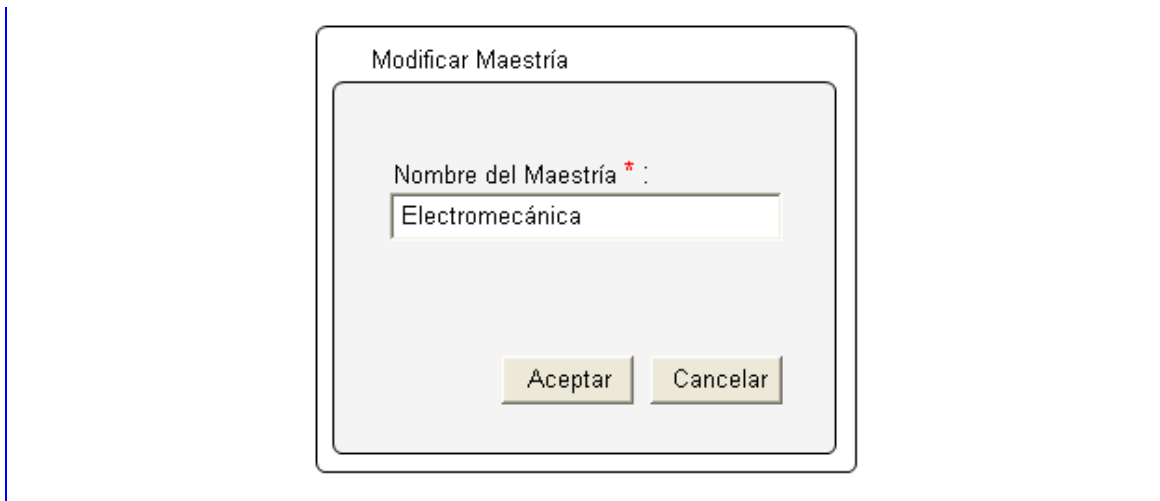 Modificar Maestría
Nombre del Maestría * :
Electromecánica
Aceptar Cancelar